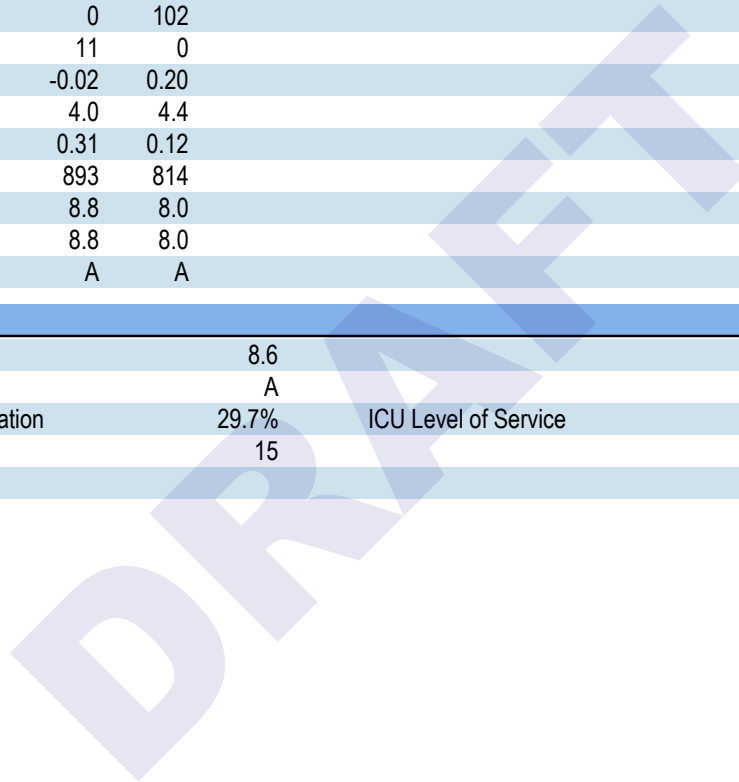 0 102
11 0
-0.02 0.20
4.0 4.4
0.31 0.12
893 814
8.8 8.0
8.8 8.0
A A
8.6
A
ation 29.7% ICU Level of Service
15
DRAFT